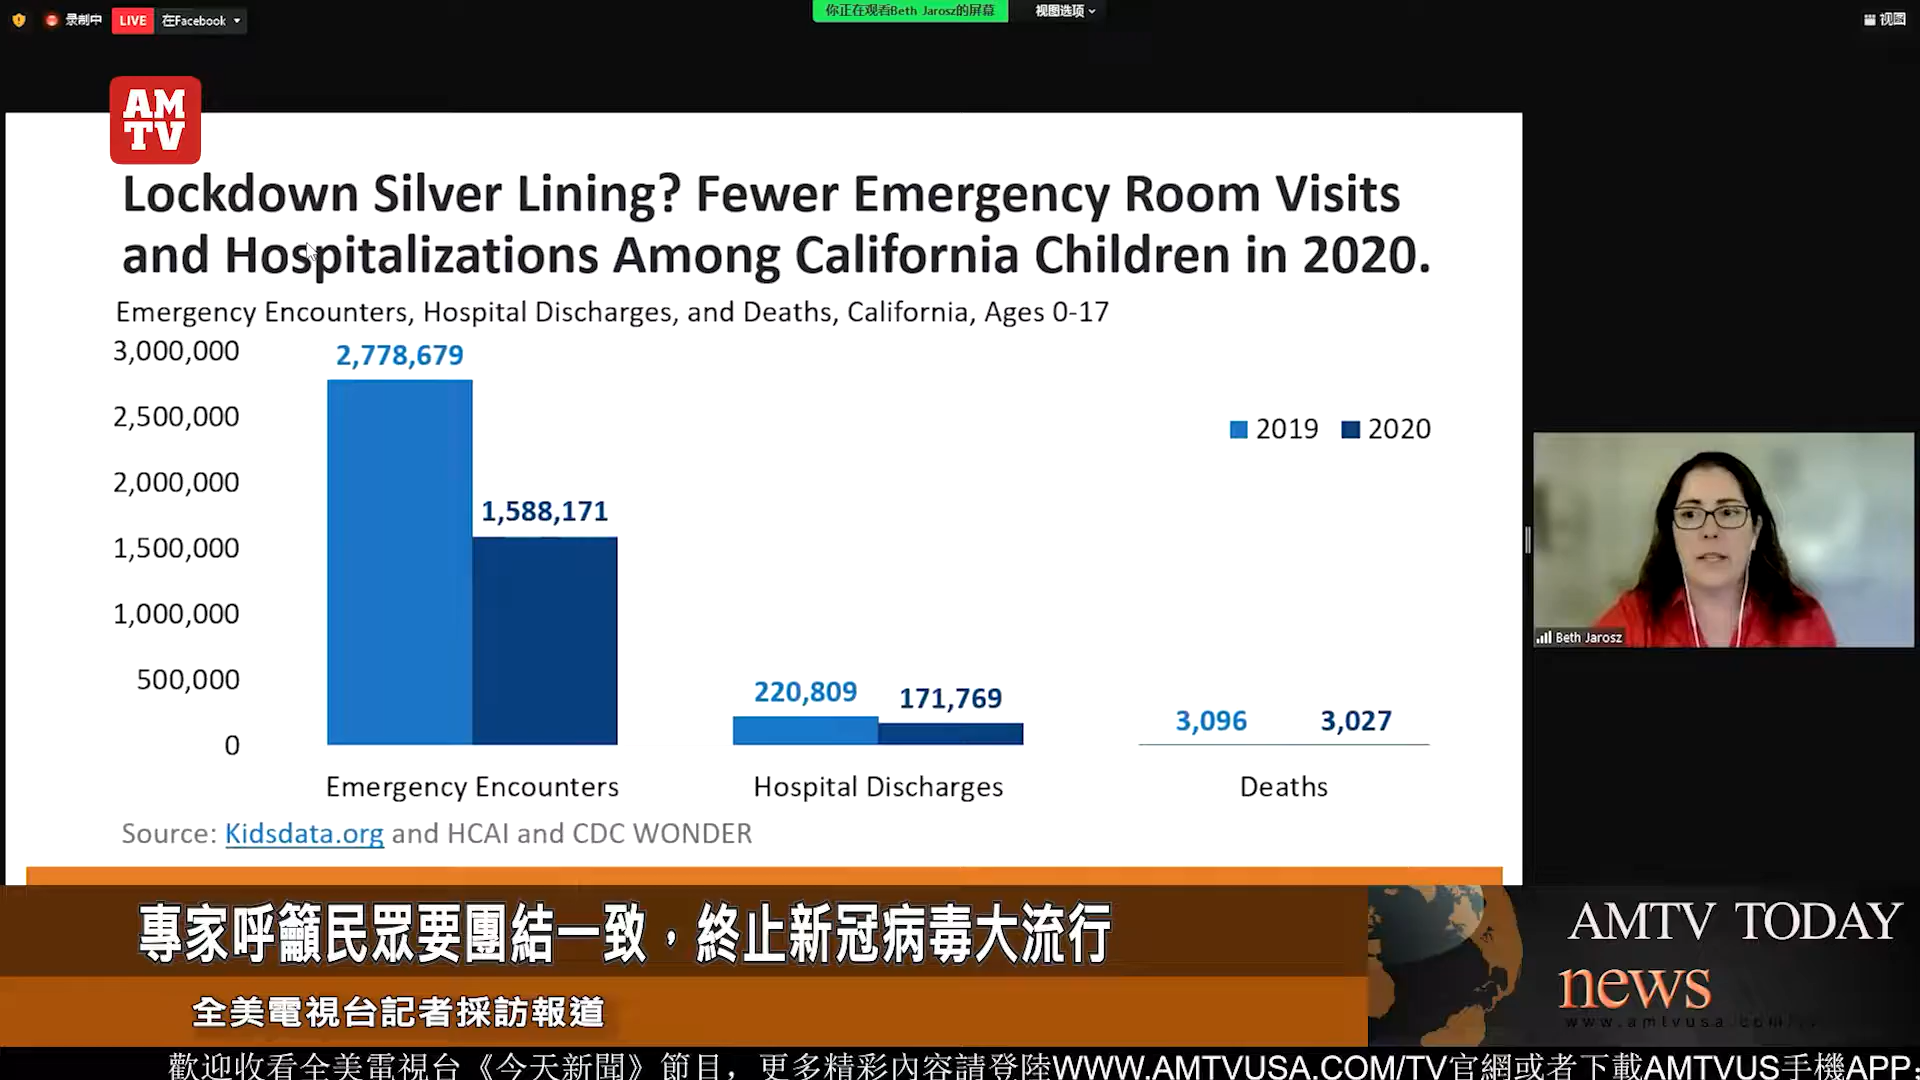 录制中
LIVE 在Facebook
你正在观看Beth Jarosz的屏幕
视图选项
视图
AM
TV
Lockdown Silver Lining? Fewer Emergency Room Visits
and Hospitalizations Among California Children in 2020.
Emergency Encounters, Hospital Discharges, and Deaths, California, Ages 0-17
3,000,000
2,500,000
2,000,000
1,500,000
1,000,000
500,000
0
2,778,679
1,588,171
220,809
171,769
3,096
3,027
2019 2020
Emergency Encounters
Hospital Discharges
Deaths
Source: Kidsdata.org and HCAI and CDC WONDER
Beth Jarosz
專家呼籲民眾要團結一致，終止新冠病毒大流行
全美電視台記者採訪報道
AMTV TODAY
news
歡迎收看全美電視台《今天新聞》節目，更多精彩內容請登陸WWW.AMTVUSA.COM/TV官網或者下載AMTVUS手機APP